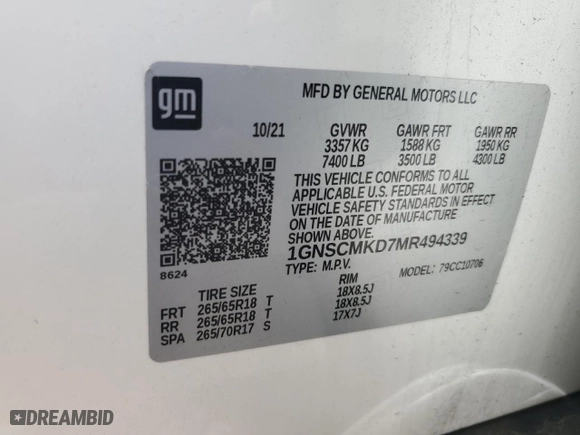 gm
MFD BY GENERAL MOTORS LLC
10/21 GVWR GAWR FRT GAWR RR
3357 KG 1588 KG 1950 KG
7400 LB 3500 LB 4300 LB
THIS VEHICLE CONFORMS TO ALL
APPLICABLE U.S. FEDERAL MOTOR
VEHICLE SAFETY STANDARDS IN EFFECT
ON THE DATE OF MANUFACTURE
SHOWN ABOVE.
1GNSCMKD7MR494339
8624 TYPE: M.P.V. MODEL: 79CC10706
TIRE SIZE RIM
FRT 265/65R18 T 18X8.5J
RR 265/65R18 T 18X8.5J
SPA 265/70R17 S 17X7J
DREAMBID